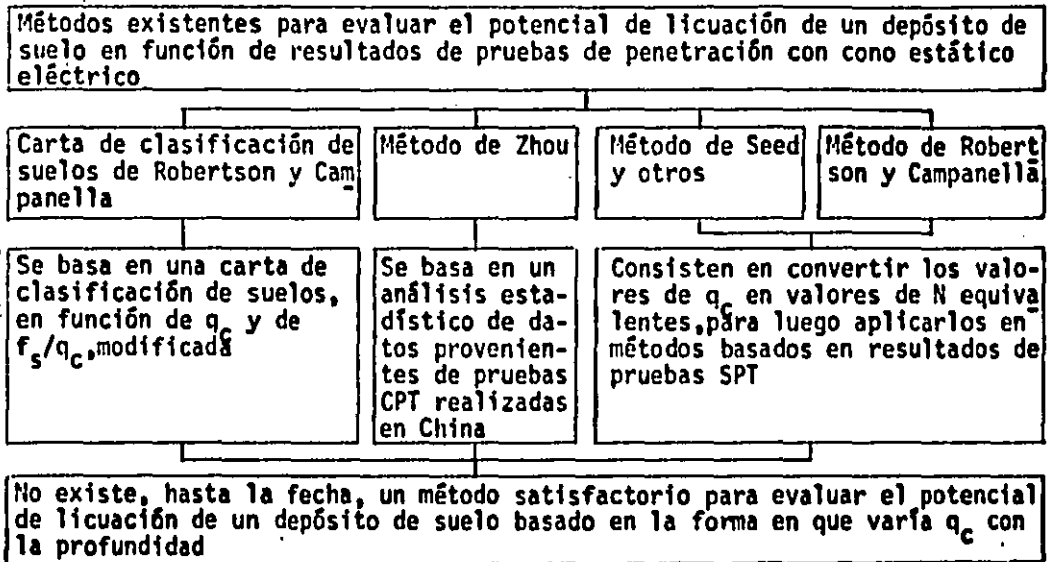 Métodos existentes para evaluar el potencial de licuación de un depósito de
suelo en función de resultados de pruebas de penetración con cono estático
eléctrico
Carta de clasificación de
suelos de Robertson y Cam
panella
Método de Zhou
Método de Seed
y otros
Método de Robert
son y Campanella
Se basa en una carta de
clasificación de suelos,
en función de qc y de
fs/qc,modificada
Se basa en un
análisis esta-
dístico de da-
tos provenien-
tes de pruebas
CPT realizadas
en China
Consisten en convertir los valo-
res de qc en valores de N equiva
lentes,para luego aplicarlos en
métodos basados en resultados de
pruebas SPT
No existe, hasta la fecha, un método satisfactorio para evaluar el potencial
de licuación de un depósito de suelo basado en la forma en que varía qc con
la profundidad